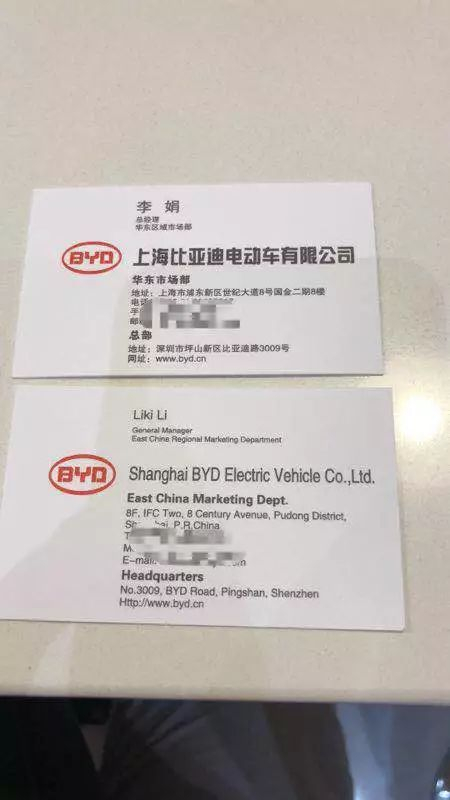 李 娟
总经理
华东区域市场部
BYD 上海比亚迪电动车有限公司
华东市场部
地址：上海市浦东新区世纪大道8号国金二期8楼
电话
手
邮
总部
地址：深圳市坪山新区比亚迪路3009号
网址：www.byd.cn
Liki Li
General Manager
East China Regional Marketing Department
BYD Shanghai BYD Electric Vehicle Co.,Ltd.
East China Marketing Dept.
8F, IFC Two, 8 Century Avenue, Pudong District,
P.R.China
T
M
E-mail:
Headquarters
No.3009, BYD Road, Pingshan, Shenzhen
Http://www.byd.cn